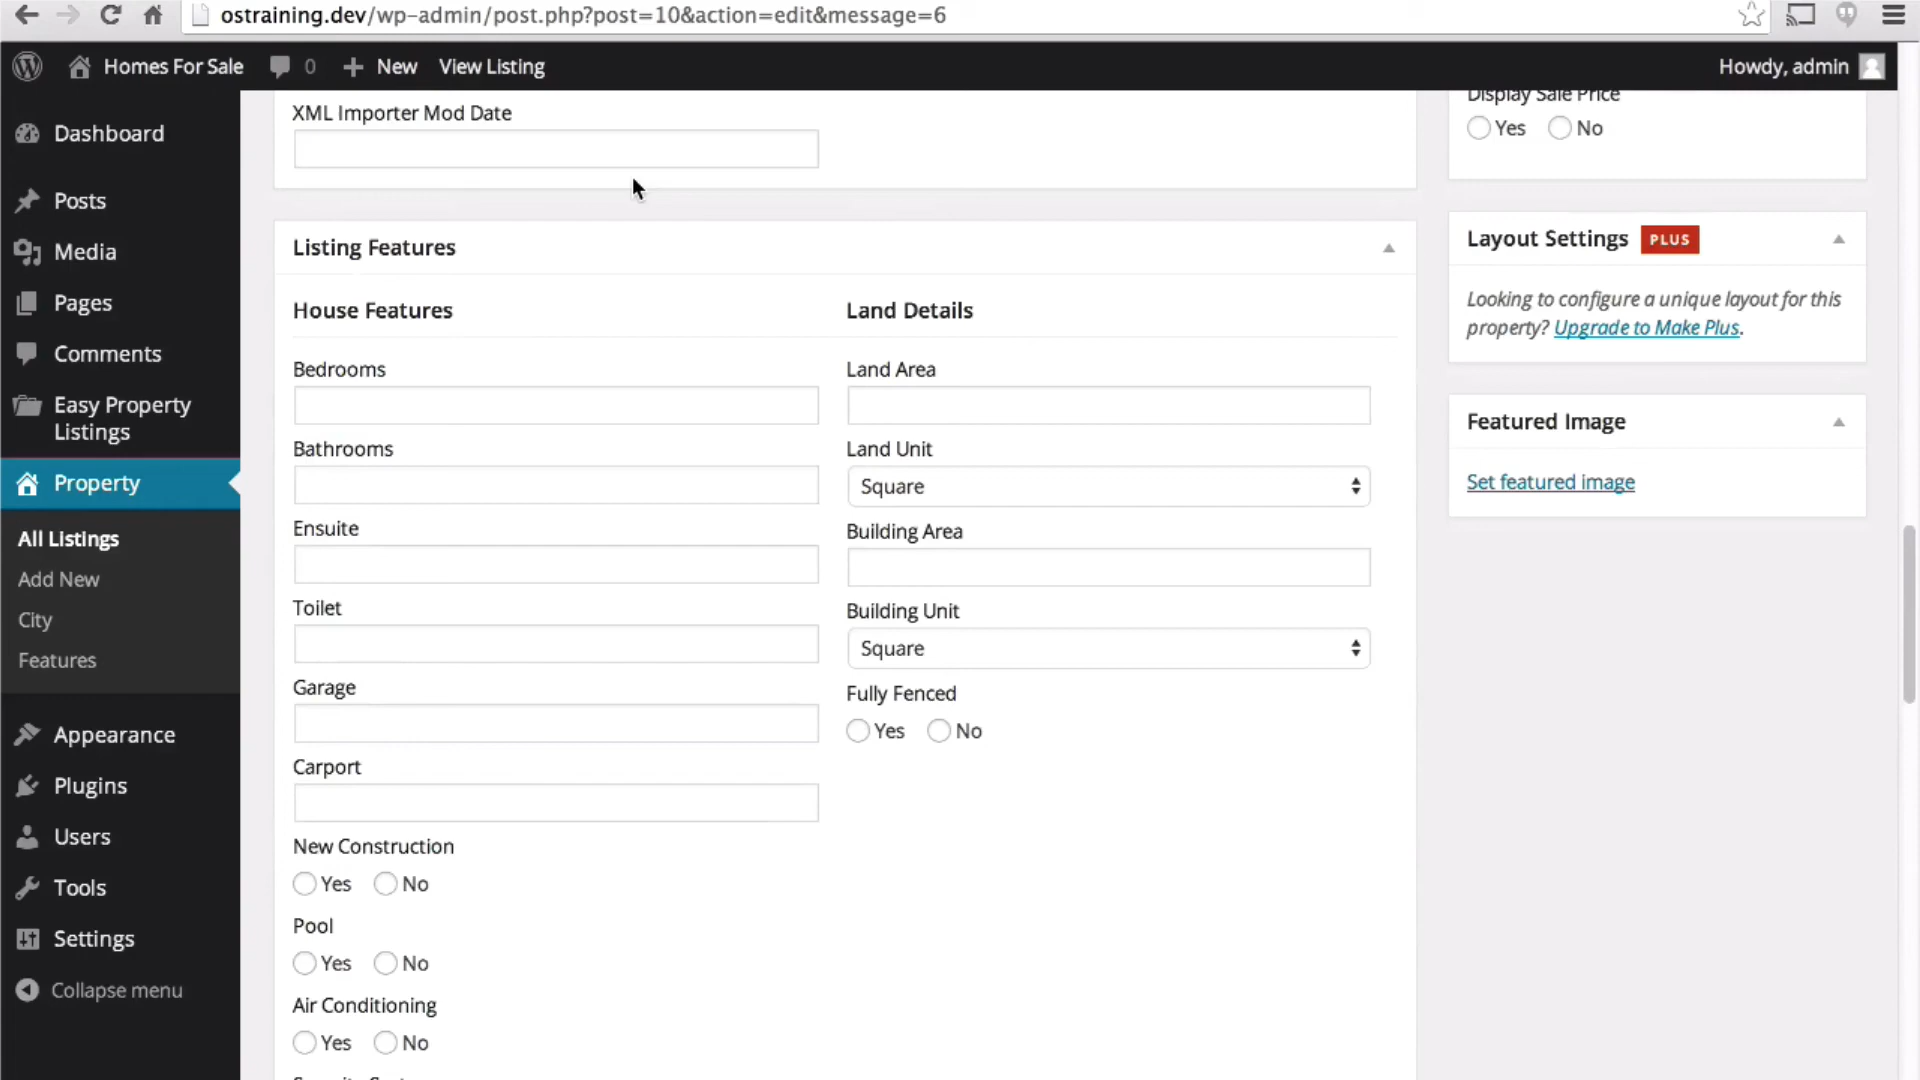 ostraining.dev/wp-admin/post.php?post=10&action=edit&message=6
Homes For Sale
0
New
View Listing
Howdy, admin
Dashboard
Posts
Media
Pages
Comments
Easy Property
Listings
Property
All Listings
Add New
City
Features
Appearance
Plugins
Users
Tools
Settings
Collapse menu
XML Importer Mod Date
Listing Features
House Features
Bedrooms
Bathrooms
Ensuite
Toilet
Garage
Carport
New Construction
Yes No
Pool
Yes No
Air Conditioning
Yes No
Land Details
Land Area
Land Unit
Square
Building Area
Building Unit
Square
Fully Fenced
Yes No
Display Sale Price
Yes No
Layout Settings PLUS
Looking to configure a unique layout for this
property? Upgrade to Make Plus.
Featured Image
Set featured image